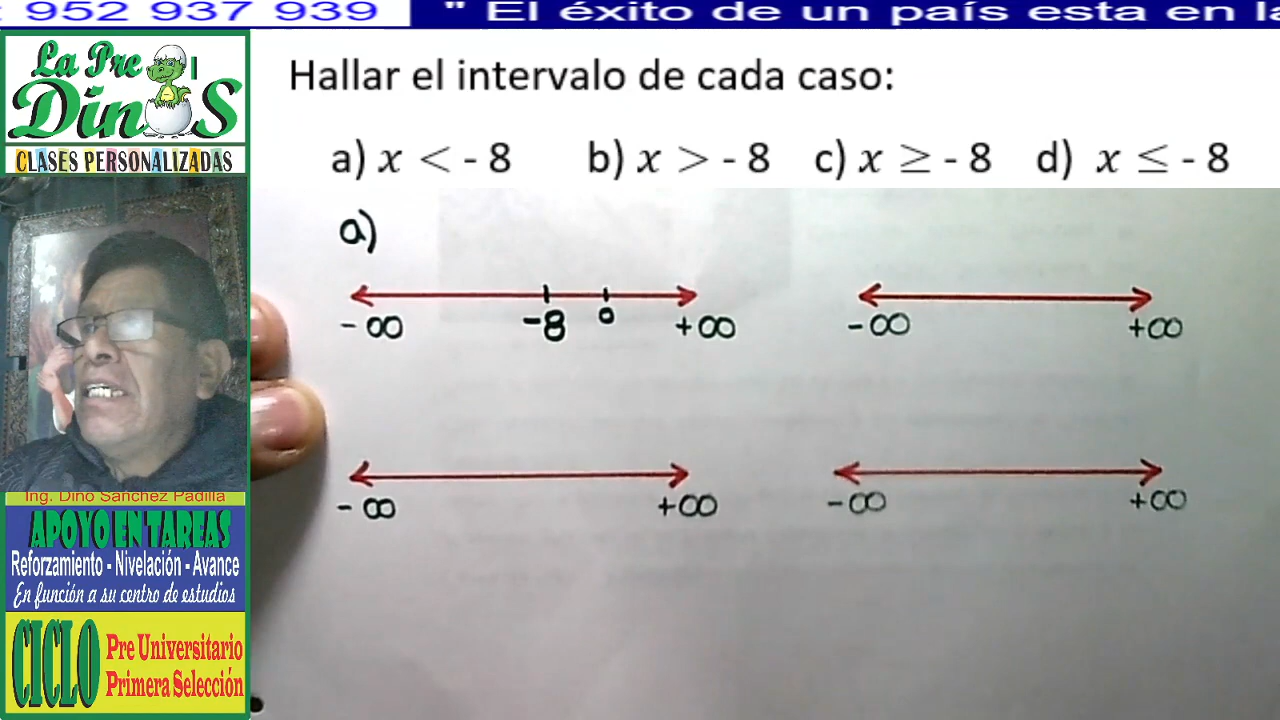 : 952 937 939 " El éxito de un país esta en la
La Pre
DinoS
CLASES PERSONALIZADAS
Hallar el intervalo de cada caso:
a) x < - 8 b) x > - 8 c) x ≥ - 8 d) x ≤ - 8
a)
- ∞ -8 0 +∞
-∞ +∞
- ∞ +∞
-∞ +∞
Ing. Dino Sanchez Padilla
APOYO EN TAREAS
Reforzamiento - Nivelación - Avance
En función a su centro de estudios
CICLO Pre Universitario
Primera Selección